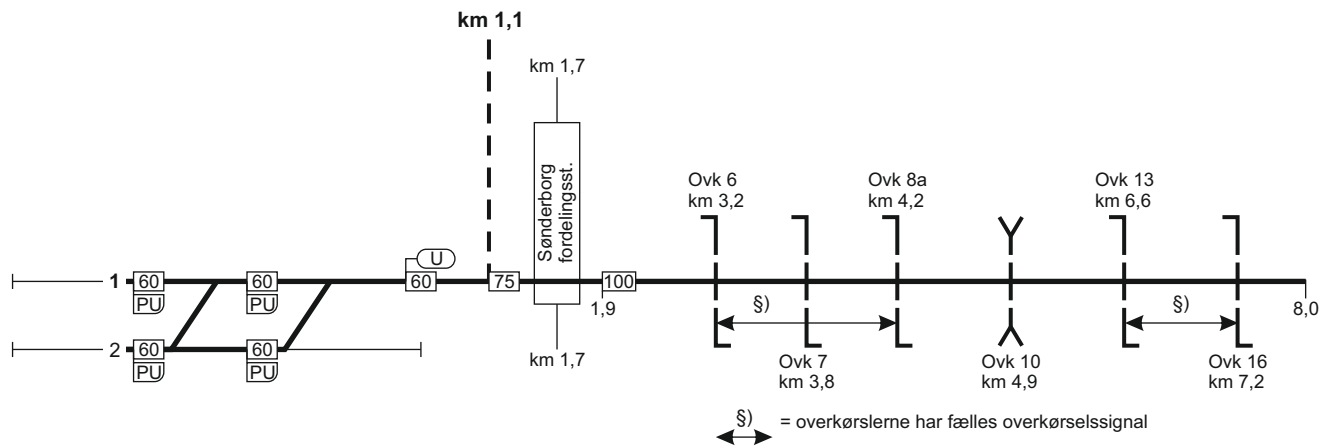 km 1,1
km 1,7
Sønderborg
fordelingsst.
Ovk 6
km 3,2
Ovk 8a
km 4,2
Ovk 13
km 6,6
U
1 60 60 60 75 100
PU PU
1,9 8,0
§) §)
2 60 60
PU PU
km 1,7
Ovk 7
km 3,8
Ovk 10
km 4,9
Ovk 16
km 7,2
§) = overkørslerne har fælles overkørselssignal